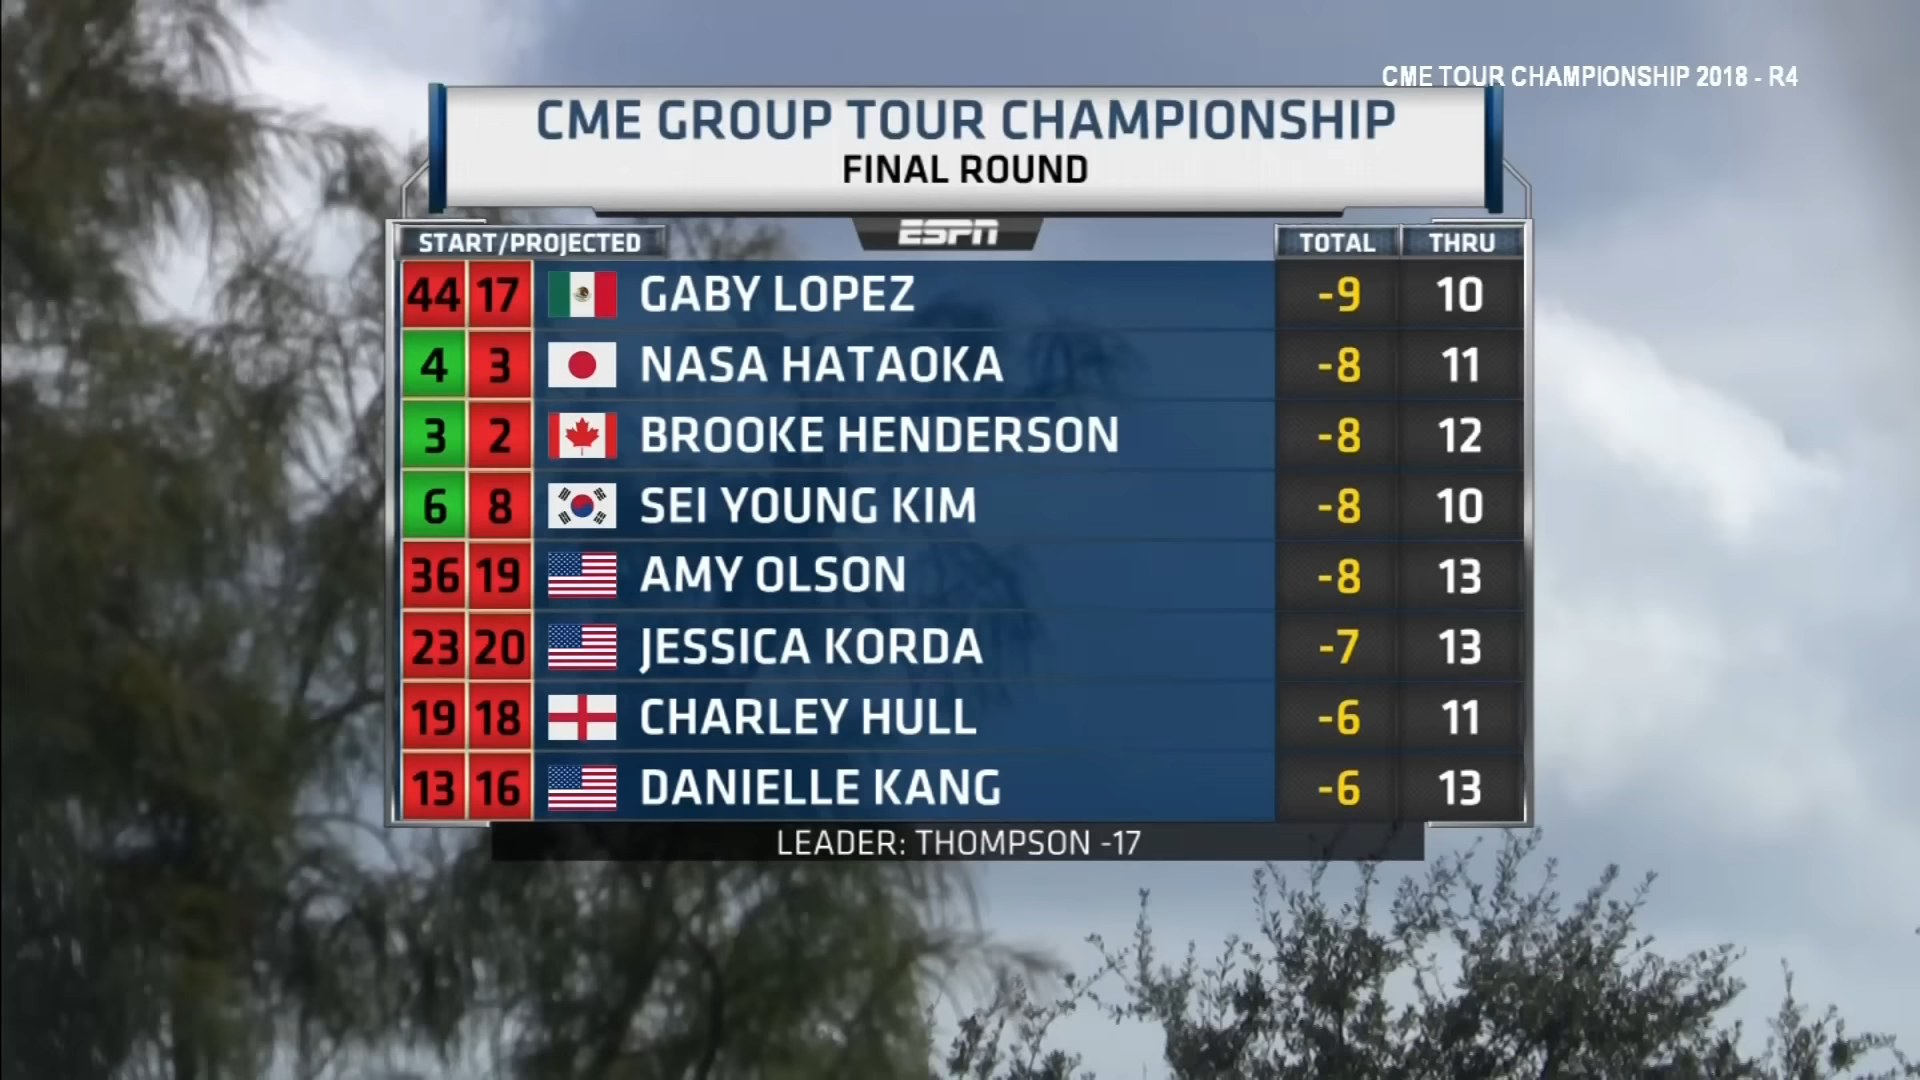 CME TOUR CHAMPIONSHIP 2018 - R4
CME GROUP TOUR CHAMPIONSHIP
FINAL ROUND
ESPN
START/PROJECTED TOTAL THRU
44 17 GABY LOPEZ -9 10
4 3 NASA HATAOKA -8 11
3 2 BROOKE HENDERSON -8 12
6 8 SEI YOUNG KIM -8 10
36 19 AMY OLSON -8 13
23 20 JESSICA KORDA -7 13
19 18 CHARLEY HULL -6 11
13 16 DANIELLE KANG -6 13
LEADER: THOMPSON -17